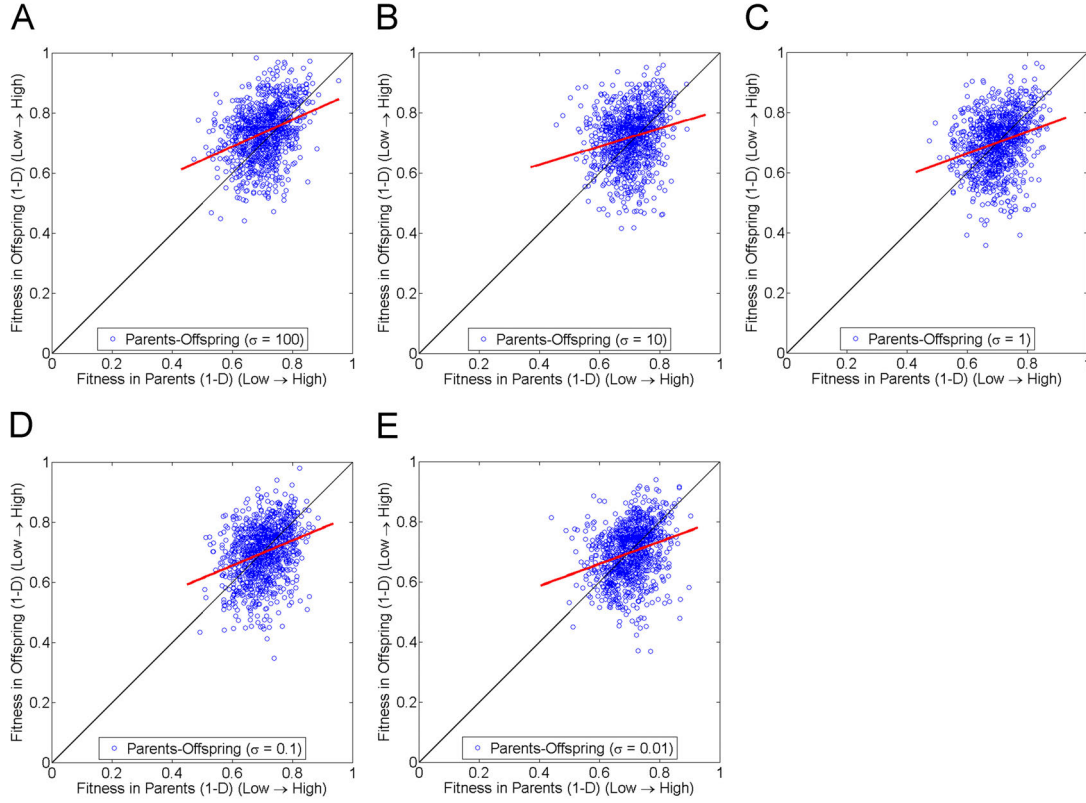 A
B
C
1
0.8
0.6
0.4
0.2
0
Fitness in Offspring (1-D) (Low → High)
Parents-Offspring (σ = 100)
0 0.2 0.4 0.6 0.8 1
Fitness in Parents (1-D) (Low → High)
1
0.8
0.6
0.4
0.2
0
Fitness in Offspring (1-D) (Low → High)
Parents-Offspring (σ = 10)
0 0.2 0.4 0.6 0.8 1
Fitness in Parents (1-D) (Low → High)
1
0.8
0.6
0.4
0.2
0
Fitness in Offspring (1-D) (Low → High)
Parents-Offspring (σ = 1)
0 0.2 0.4 0.6 0.8 1
Fitness in Parents (1-D) (Low → High)
D
E
1
0.8
0.6
0.4
0.2
0
Fitness in Offspring (1-D) (Low → High)
Parents-Offspring (σ = 0.1)
0 0.2 0.4 0.6 0.8 1
Fitness in Parents (1-D) (Low → High)
1
0.8
0.6
0.4
0.2
0
Fitness in Offspring (1-D) (Low → High)
Parents-Offspring (σ = 0.01)
0 0.2 0.4 0.6 0.8 1
Fitness in Parents (1-D) (Low → High)